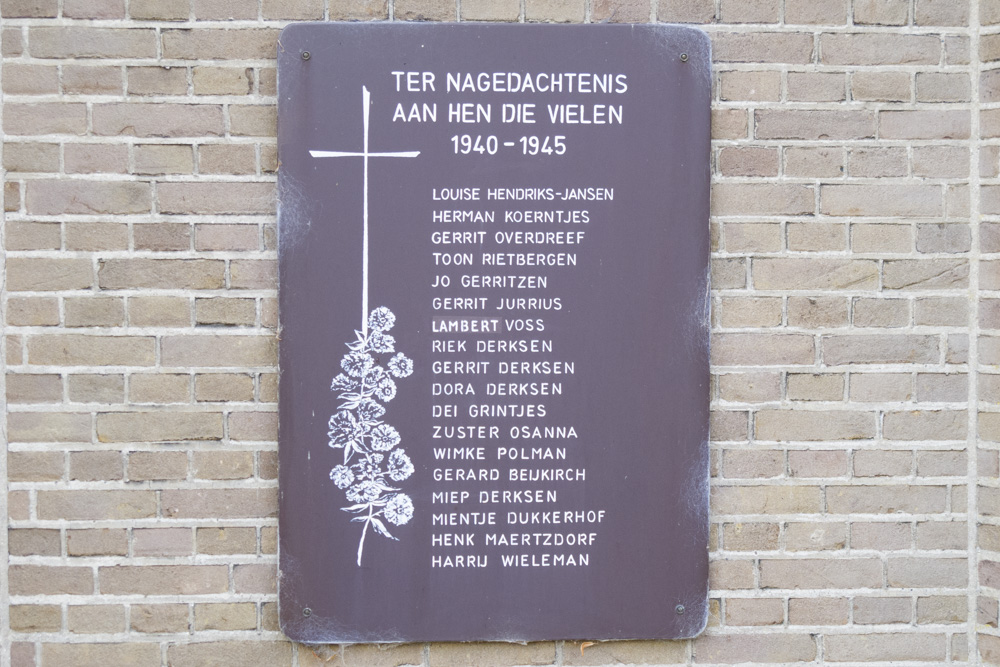 TER NAGEDACHTENIS
AAN HEN DIE VIELEN
1940 - 1945
LOUISE HENDRIKS-JANSEN
HERMAN KOERNTJES
GERRIT OVERDREEF
TOON RIETBERGEN
JO GERRITZEN
GERRIT JURRIUS
LAMBERT VOSS
RIEK DERKSEN
GERRIT DERKSEN
DORA DERKSEN
DEI GRINTJES
ZUSTER OSANNA
WIMKE POLMAN
GERARD BEIJKIRCH
MIEP DERKSEN
MIENTJE DUKKERHOF
HENK MAERTZDORF
HARRIJ WIELEMAN